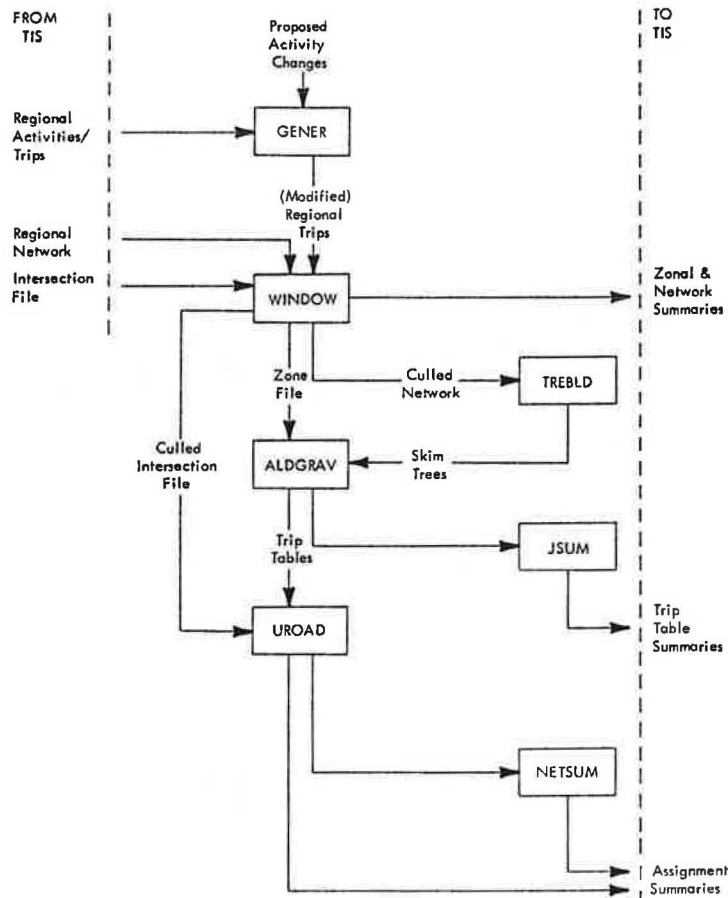 FROM
TIS
TO
TIS
Proposed
Activity
Changes
Regional
Activities/
Trips
GENER
(Modified)
Regional
Trips
Regional
Network
Intersection
File
WINDOW
Zonal &
Network
Summaries
Zone
File
Culled
Network
TREBLD
Culled
Intersection
File
ALDGRAV
Skim
Trees
Trip
Tables
JSUM
UROAD
Trip
Table
Summaries
NETSUM
Assignment
Summaries